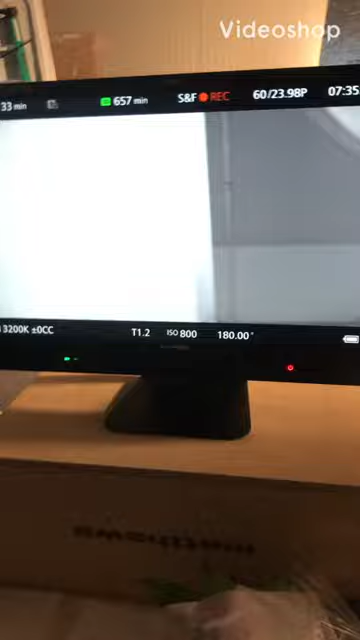 Videoshop
33 min
657 min
S&F REC
60/23.98P
07:35
3200K ±0CC
T1.2
ISO 800
180.00°
matthews